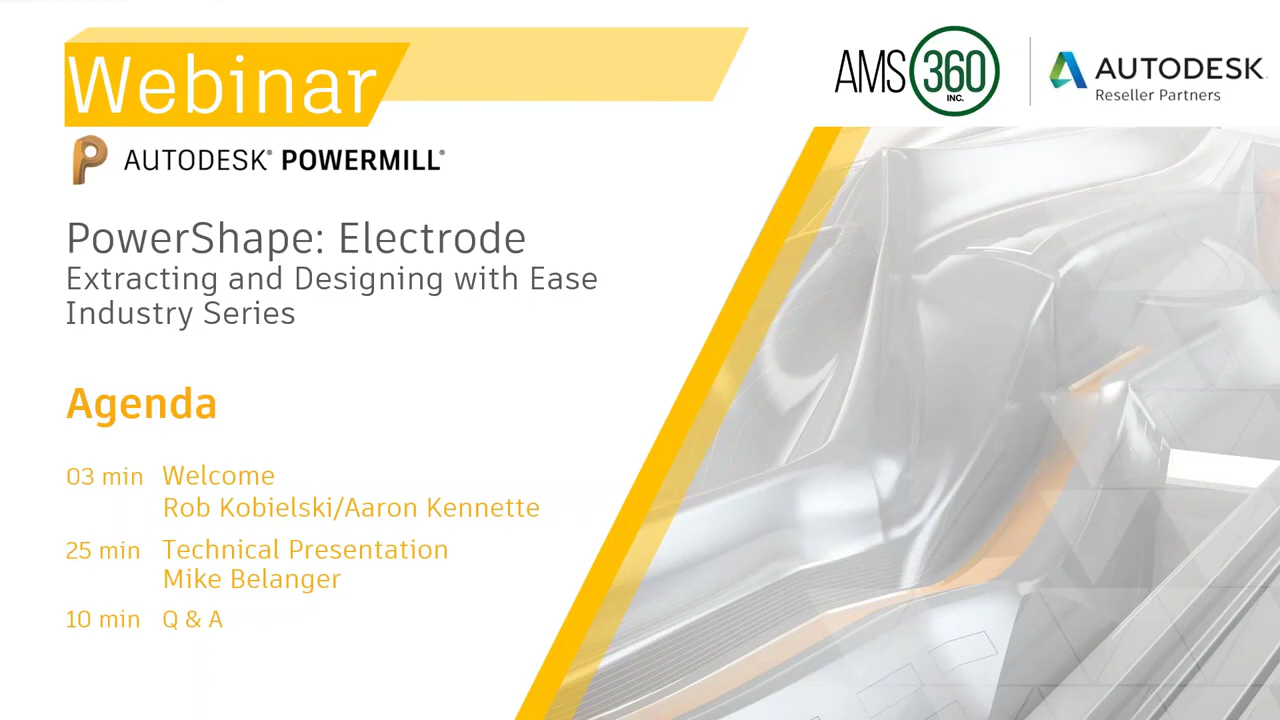 Webinar
AMS 360 INC.
AUTODESK.
Reseller Partners
AUTODESK® POWERMILL®
PowerShape: Electrode
Extracting and Designing with Ease
Industry Series
Agenda
03 min Welcome
Rob Kobielski/Aaron Kennette
25 min Technical Presentation
Mike Belanger
10 min Q & A